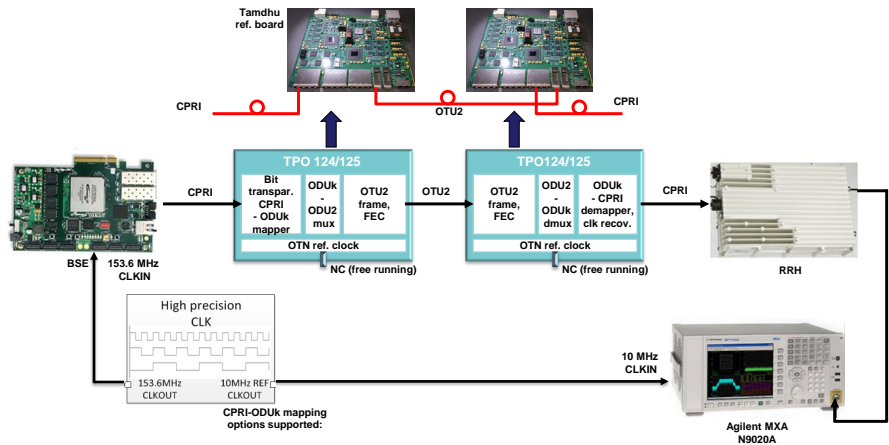 Tamdhu
ref. board
CPRI
OTU2
CPRI
TPO 124/125
Bit
transpar.
CPRI
- ODUk
mapper
ODUk
-
ODU2
mux
OTU2
frame,
FEC
OTN ref. clock
TPO124/125
OTU2
frame,
FEC
ODU2
-
ODUk
dmux
ODUk
- CPRI
demapper,
clk recov.
OTN ref. clock
CPRI
OTU2
CPRI
NC (free running)
NC (free running)
BSE
153.6 MHz
CLKIN
RRH
High precision
CLK
153.6MHz
CLKOUT
10MHz REF
CLKOUT
10 MHz
CLKIN
CPRI-ODUk mapping
options supported:
Agilent MXA
N9020A